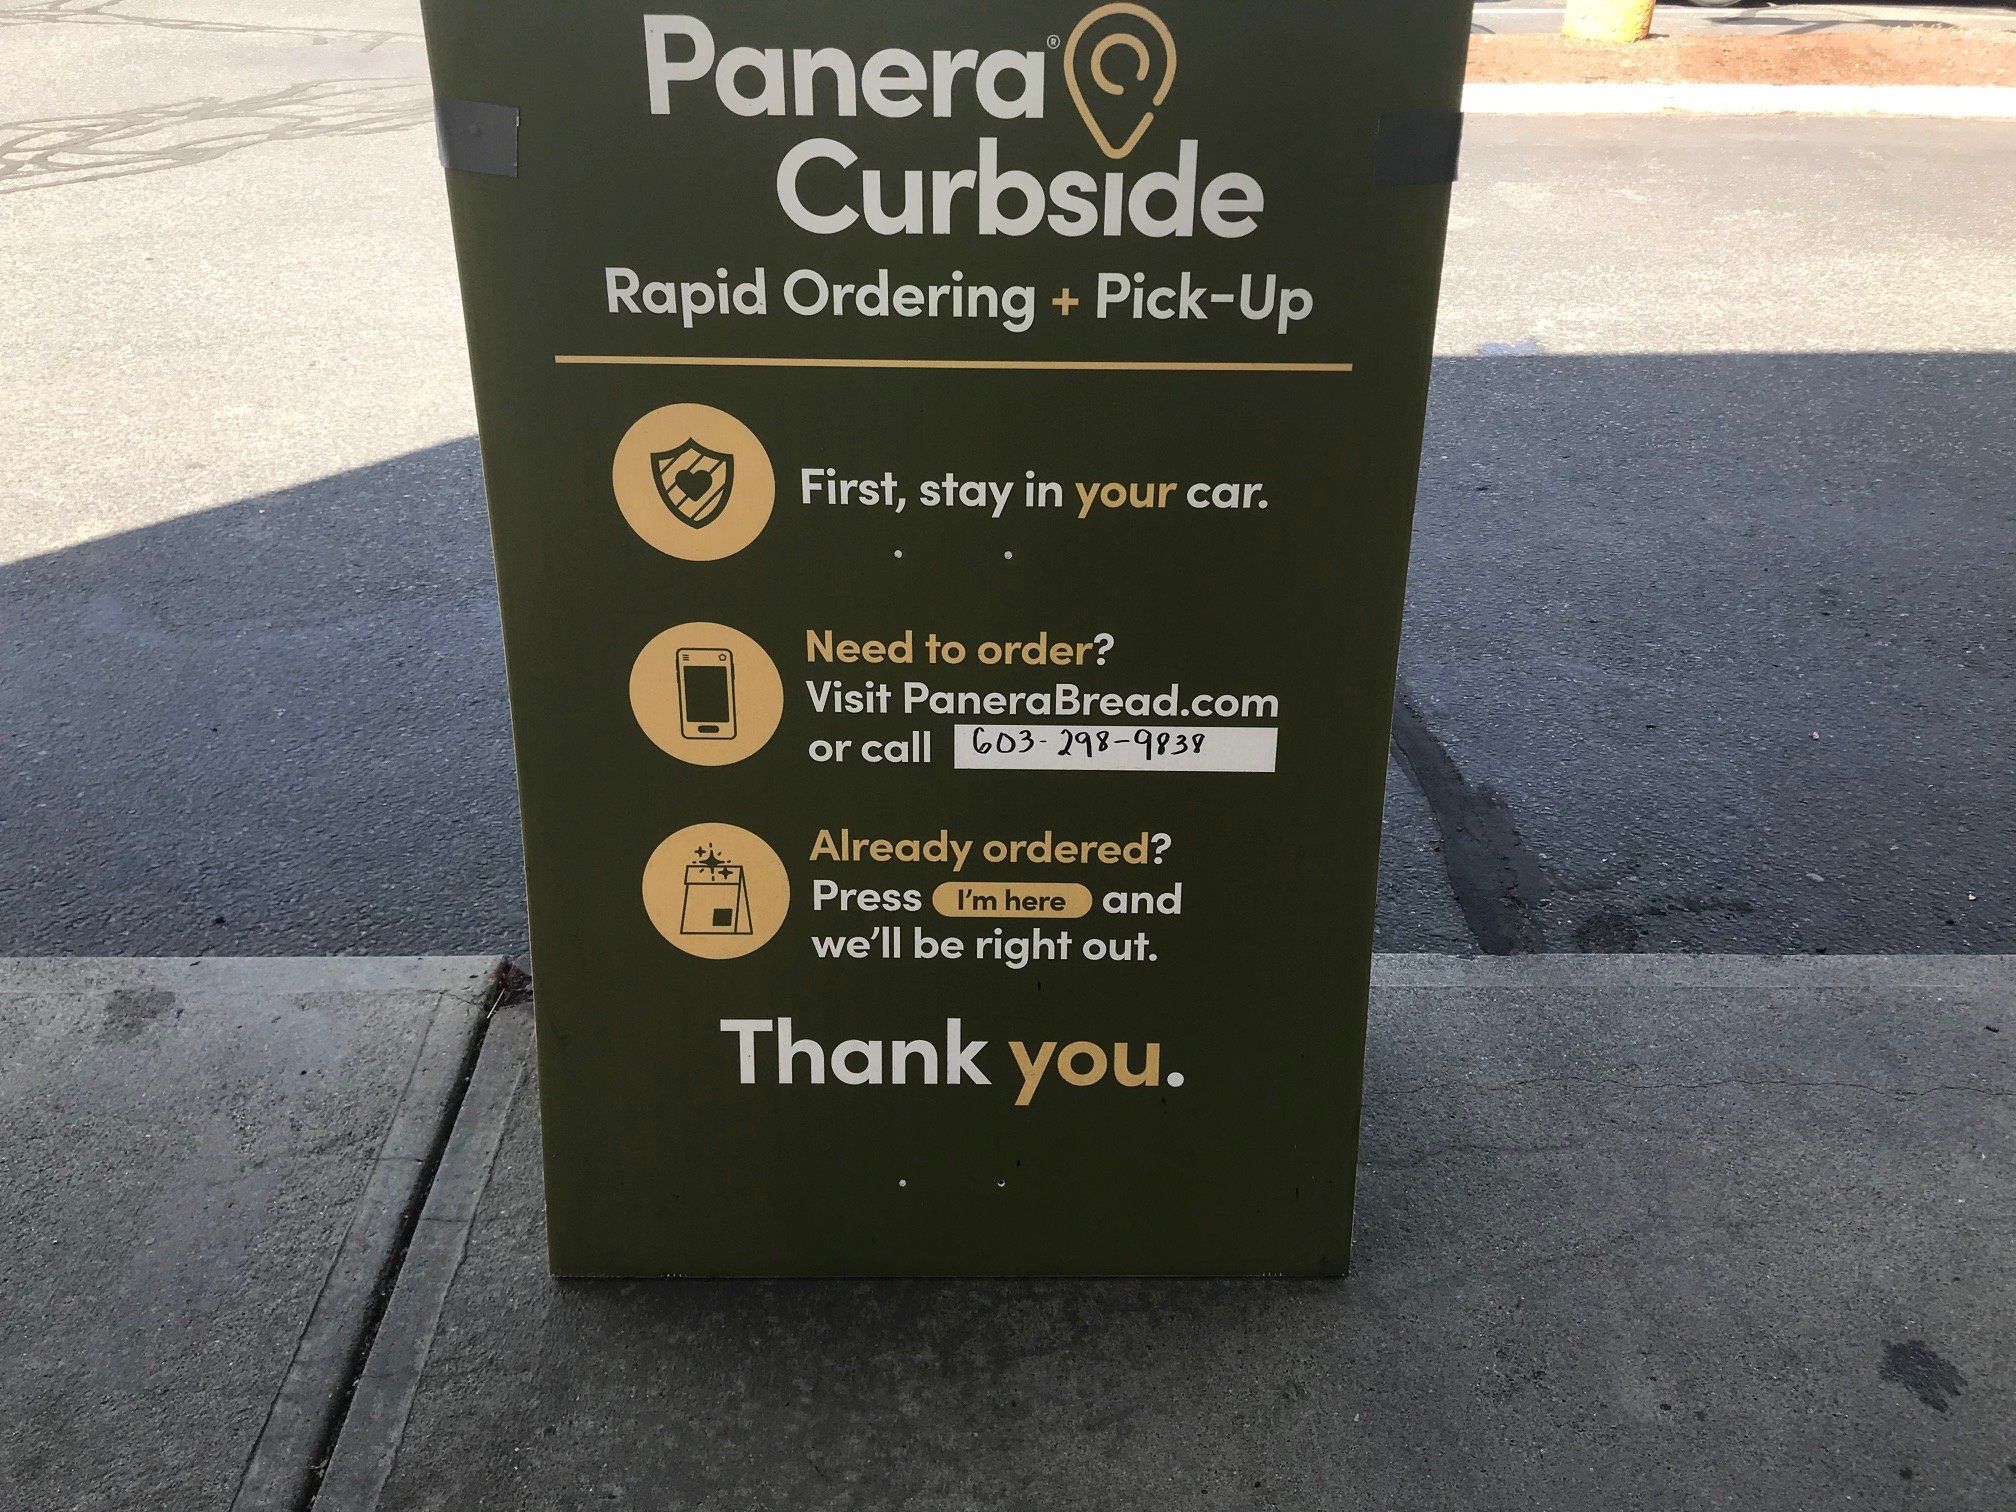 Panera®
Curbside
Rapid Ordering + Pick-Up
First, stay in your car.
Need to order?
Visit PaneraBread.com
or call 603-298-9838
Already ordered?
Press I'm here and
we'll be right out.
Thank you.